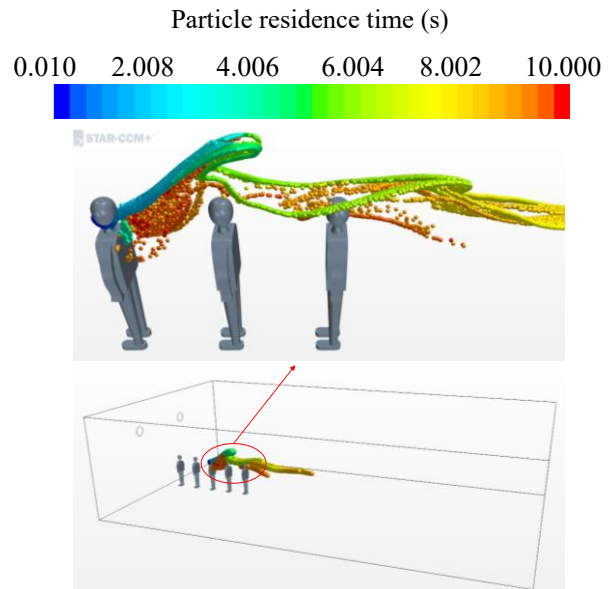 Particle residence time (s)
0.010 2.008 4.006 6.004 8.002 10.000
STAR-CCM+